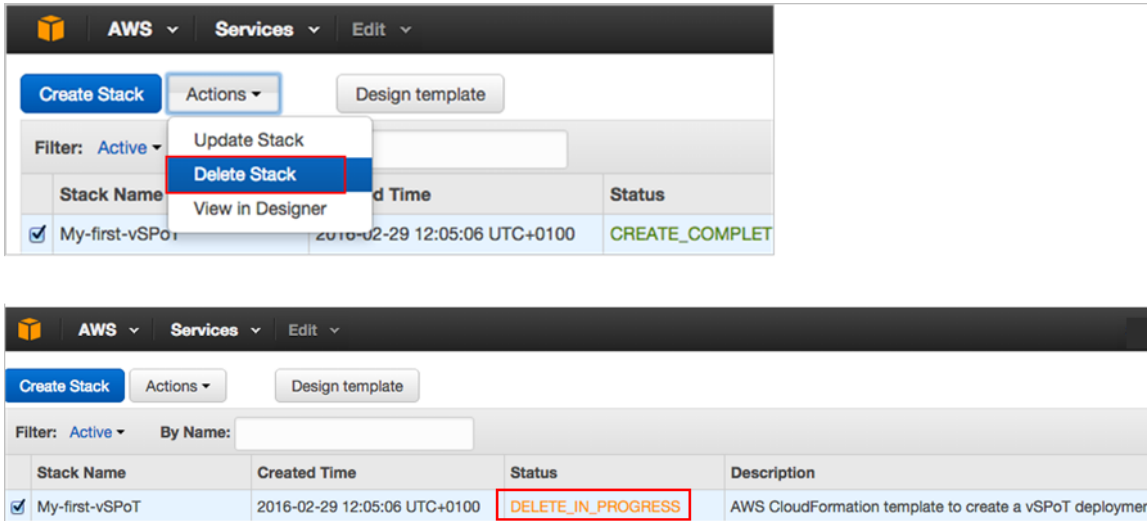 AWS Services Edit
Create Stack Actions Design template
Filter: Active
Update Stack
Delete Stack
View in Designer
Stack Name d Time Status
My-first-vSPoT 2016-02-29 12:05:06 UTC+0100 CREATE_COMPLET
AWS Services Edit
Create Stack Actions Design template
Filter: Active By Name:
Stack Name Created Time Status Description
My-first-vSPoT 2016-02-29 12:05:06 UTC+0100 DELETE_IN_PROGRESS AWS CloudFormation template to create a vSPoT deploymen